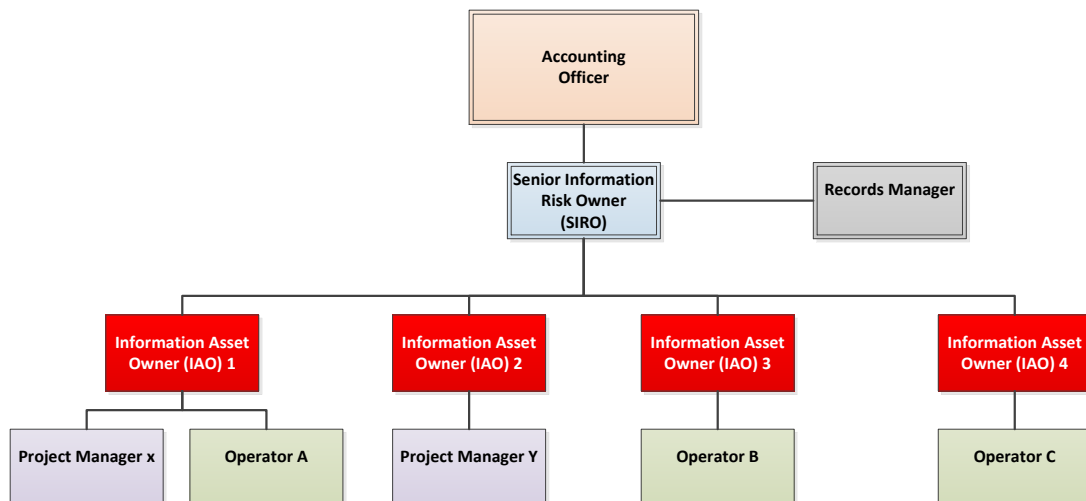 Accounting
Officer
Senior Information
Risk Owner
(SIRO)
Records Manager
Information Asset
Owner (IAO) 1
Information Asset
Owner (IAO) 2
Information Asset
Owner (IAO) 3
Information Asset
Owner (IAO) 4
Project Manager x
Operator A
Project Manager Y
Operator B
Operator C